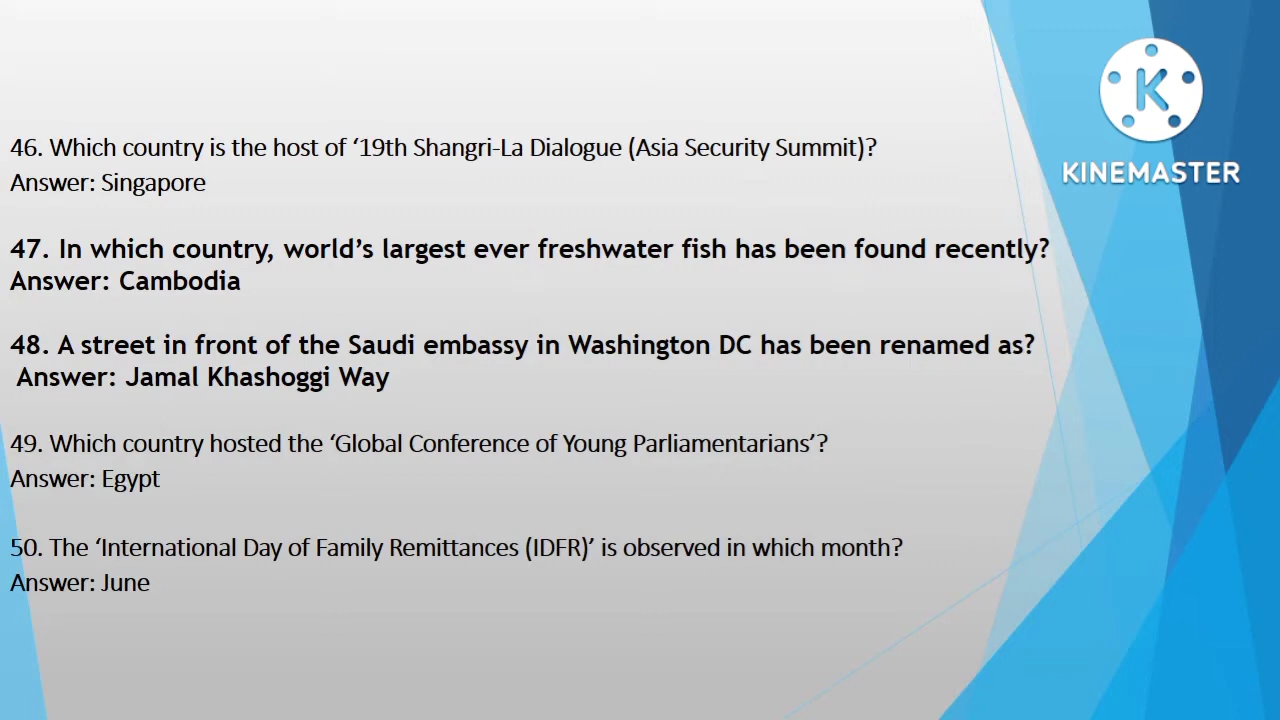 46. Which country is the host of ‘19th Shangri-La Dialogue (Asia Security Summit)?
Answer: Singapore
47. In which country, world’s largest ever freshwater fish has been found recently?
Answer: Cambodia
48. A street in front of the Saudi embassy in Washington DC has been renamed as?
Answer: Jamal Khashoggi Way
49. Which country hosted the ‘Global Conference of Young Parliamentarians’?
Answer: Egypt
50. The ‘International Day of Family Remittances (IDFR)’ is observed in which month?
Answer: June
K
KINEMASTER